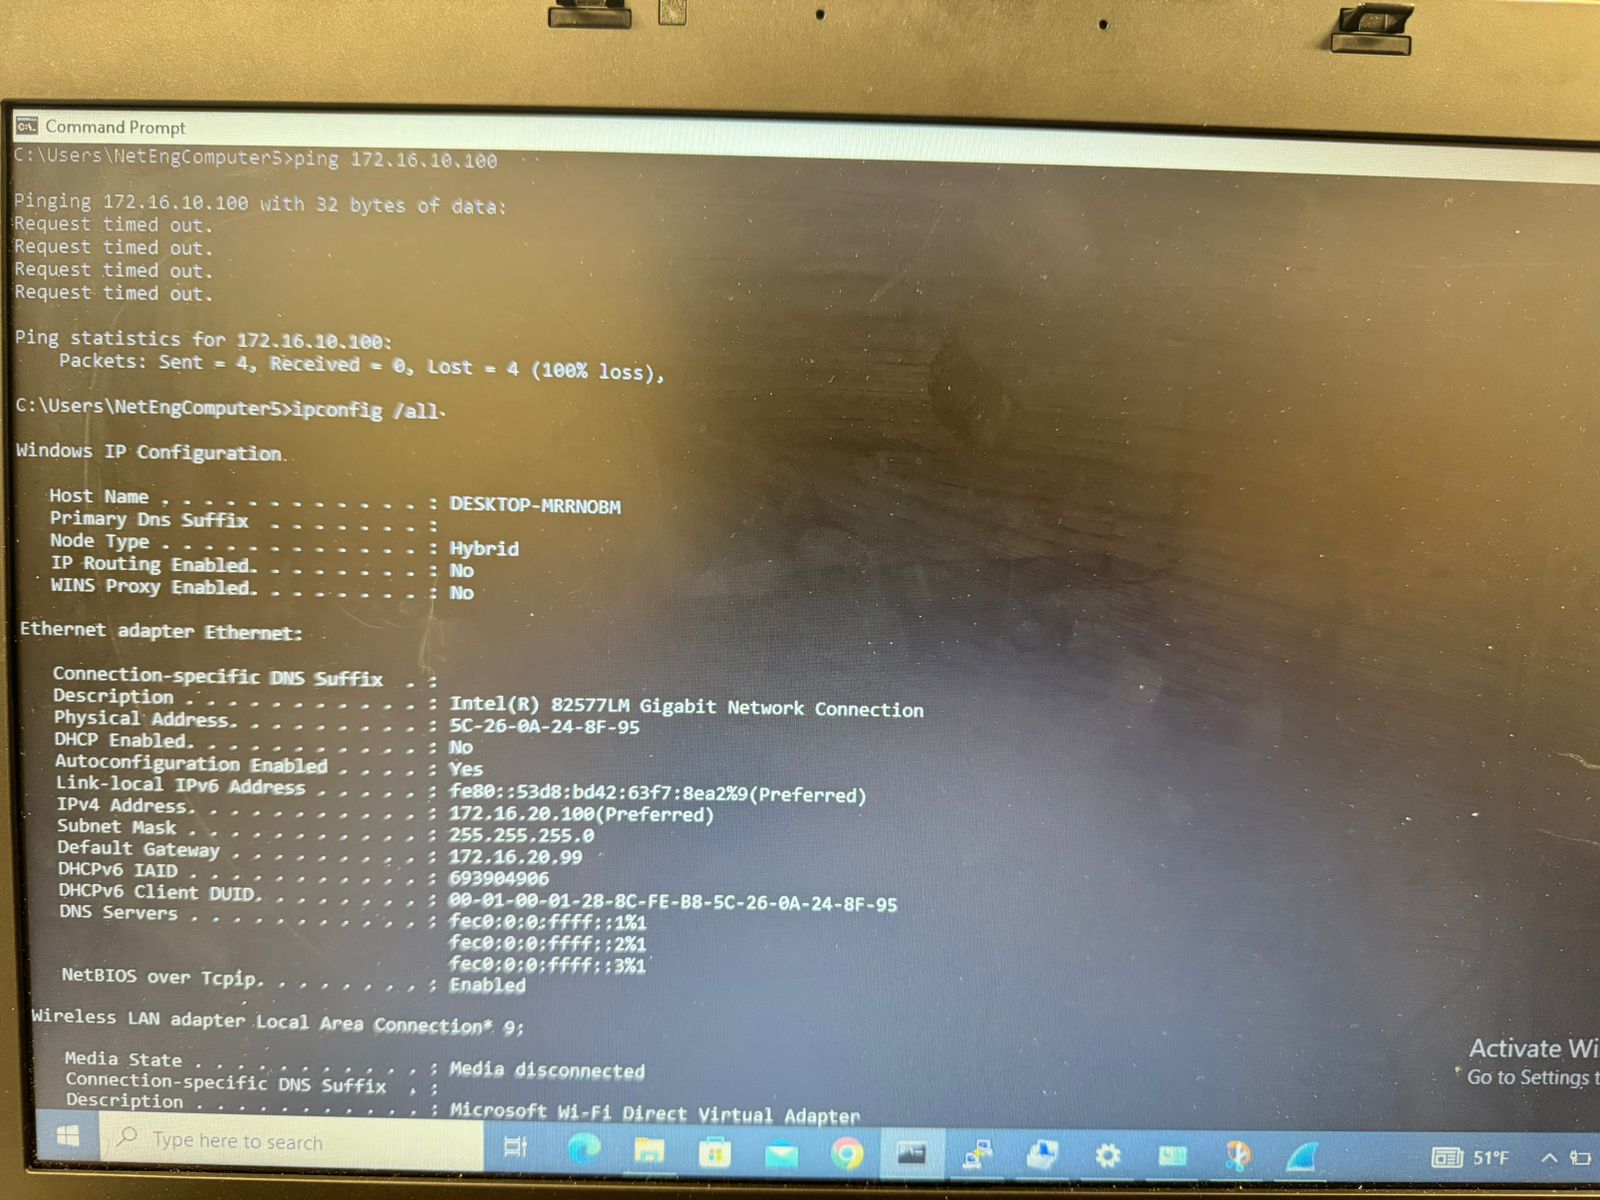 Command Prompt
C:\Users\NetEngComputer5>ping 172.16.10.100
Pinging 172.16.10.100 with 32 bytes of data:
Request timed out.
Request timed out.
Request timed out.
Request timed out.
Ping statistics for 172.16.10.100:
Packets: Sent = 4, Received = 0, Lost = 4 (100% loss),
C:\Users\NetEngComputer5>ipconfig /all
Windows IP Configuration
Host Name . . . . . . . . . . . . : DESKTOP-MRRNOBM
Primary Dns Suffix . . . . . . . :
Node Type . . . . . . . . . . . . : Hybrid
IP Routing Enabled. . . . . . . . : No
WINS Proxy Enabled. . . . . . . . : No
Ethernet adapter Ethernet:
Connection-specific DNS Suffix . :
Description . . . . . . . . . . . : Intel(R) 82577LM Gigabit Network Connection
Physical Address. . . . . . . . . : 5C-26-0A-24-8F-95
DHCP Enabled. . . . . . . . . . . : No
Autoconfiguration Enabled . . . . : Yes
Link-local IPv6 Address . . . . . : fe80::53d8:bd42:63f7:8ea2%9(Preferred)
IPv4 Address. . . . . . . . . . . : 172.16.20.100(Preferred)
Subnet Mask . . . . . . . . . . . : 255.255.255.0
Default Gateway . . . . . . . . . : 172.16.20.99
DHCPv6 IAID . . . . . . . . . . . : 693904906
DHCPv6 Client DUID. . . . . . . . : 00-01-00-01-28-8C-FE-B8-5C-26-0A-24-8F-95
DNS Servers . . . . . . . . . . . : fec0:0:0:ffff::1%1
fec0:0:0:ffff::2%1
fec0:0:0:ffff::3%1
NetBIOS over Tcpip. . . . . . . . : Enabled
Wireless LAN adapter Local Area Connection* 9:
Media State . . . . . . . . . . . : Media disconnected
Connection-specific DNS Suffix . :
Description . . . . . . . . . . . : Microsoft Wi-Fi Direct Virtual Adapter
Activate Wi
Go to Settings t
Type here to search
51°F